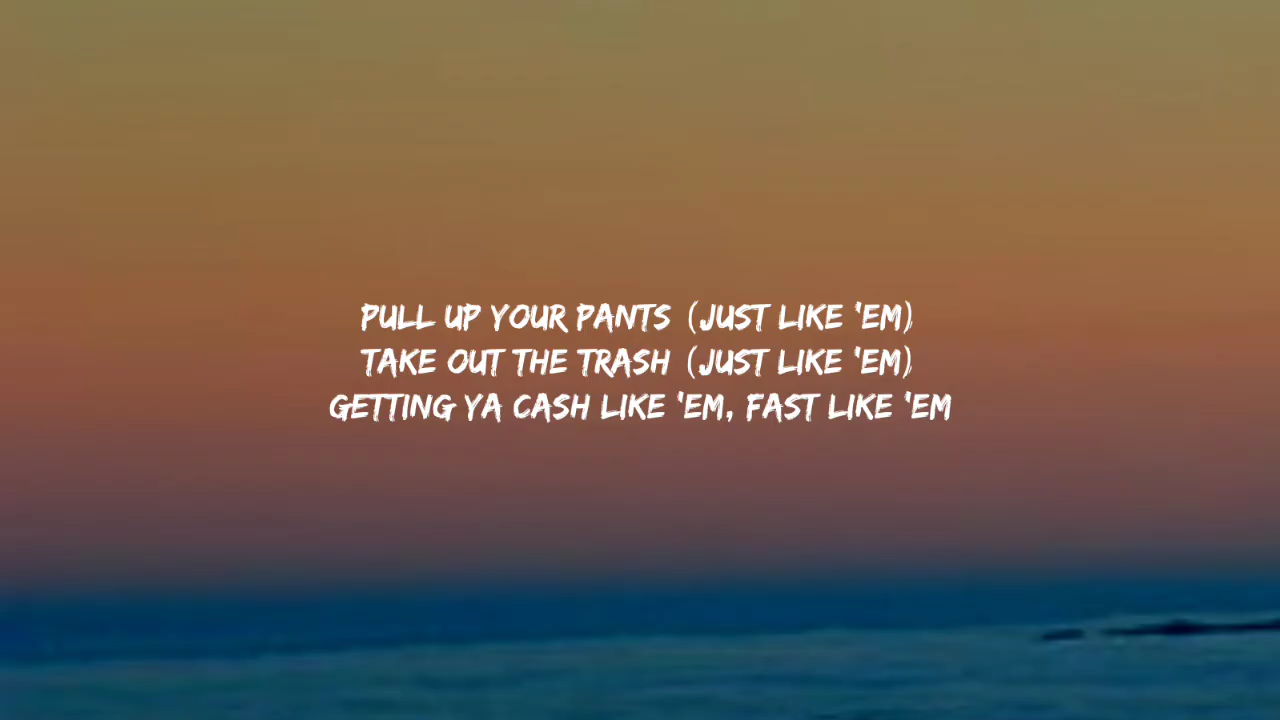 PULL UP YOUR PANTS (JUST LIKE 'EM)
TAKE OUT THE TRASH (JUST LIKE 'EM)
GETTING YA CASH LIKE 'EM, FAST LIKE 'EM